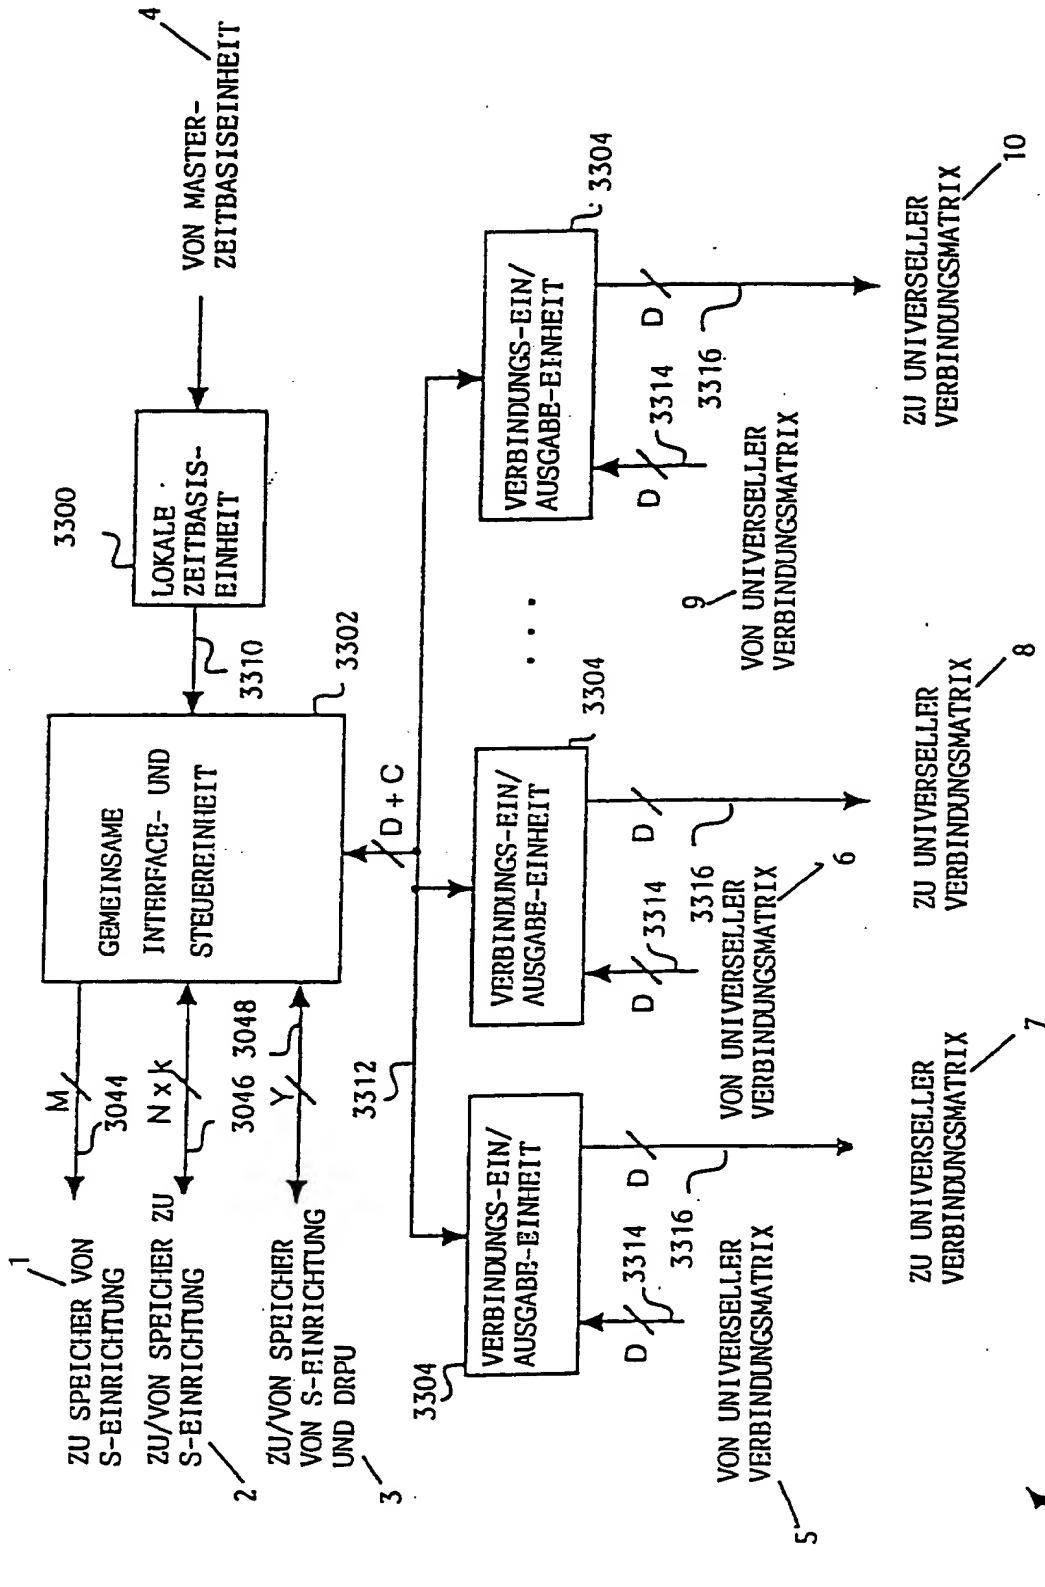 1
ZU SPEICHER VON
S-EINRICHTUNG
M
3044
ZU/VON SPEICHER ZU
S-EINRICHTUNG
2
N x k
3046
ZU/VON SPEICHER
VON S-EINRICHTUNG
UND DRPU
3
Y
3048
GEMEINSAME
INTERFACE- UND
STEUEREINHEIT
3302
3310
3300
LOKALE
ZEITBASIS-
EINHEIT
VON MASTER-
ZEITBASISEINHEIT
4
3312
D + C
3304
VERBINDUNGS-EIN/
AUSGABE-EINHEIT
D
3314
D
3316
VON UNIVERSELLER
VERBINDUNGSMATRIX
5
ZU UNIVERSELLER
VERBINDUNGSMATRIX
7
3304
VERBINDUNGS-EIN/
AUSGABE-EINHEIT
D
3314
D
3316
VON UNIVERSELLER
VERBINDUNGSMATRIX
6
ZU UNIVERSELLER
VERBINDUNGSMATRIX
8
. . .
3304
VERBINDUNGS-EIN/
AUSGABE-EINHEIT
D
3314
D
3316
9
VON UNIVERSELLER
VERBINDUNGSMATRIX
ZU UNIVERSELLER
VERBINDUNGSMATRIX
10